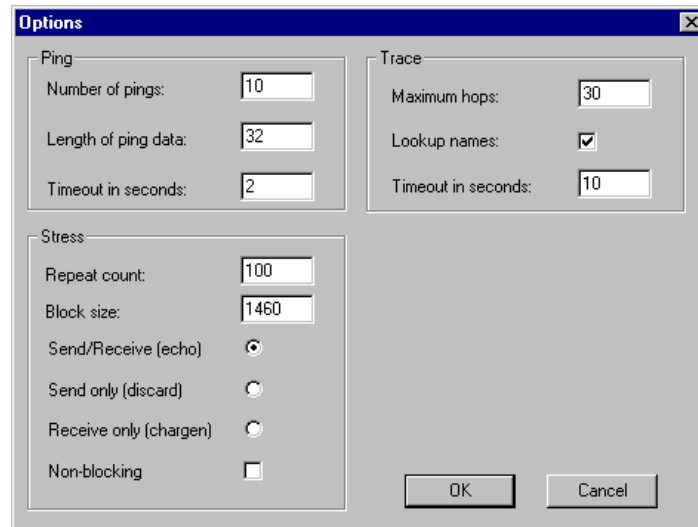 Options
Ping
Number of pings: 10
Length of ping data: 32
Timeout in seconds: 2
Trace
Maximum hops: 30
Lookup names:
Timeout in seconds: 10
Stress
Repeat count: 100
Block size: 1460
Send/Receive (echo)
Send only (discard)
Receive only (chargen)
Non-blocking
OK Cancel